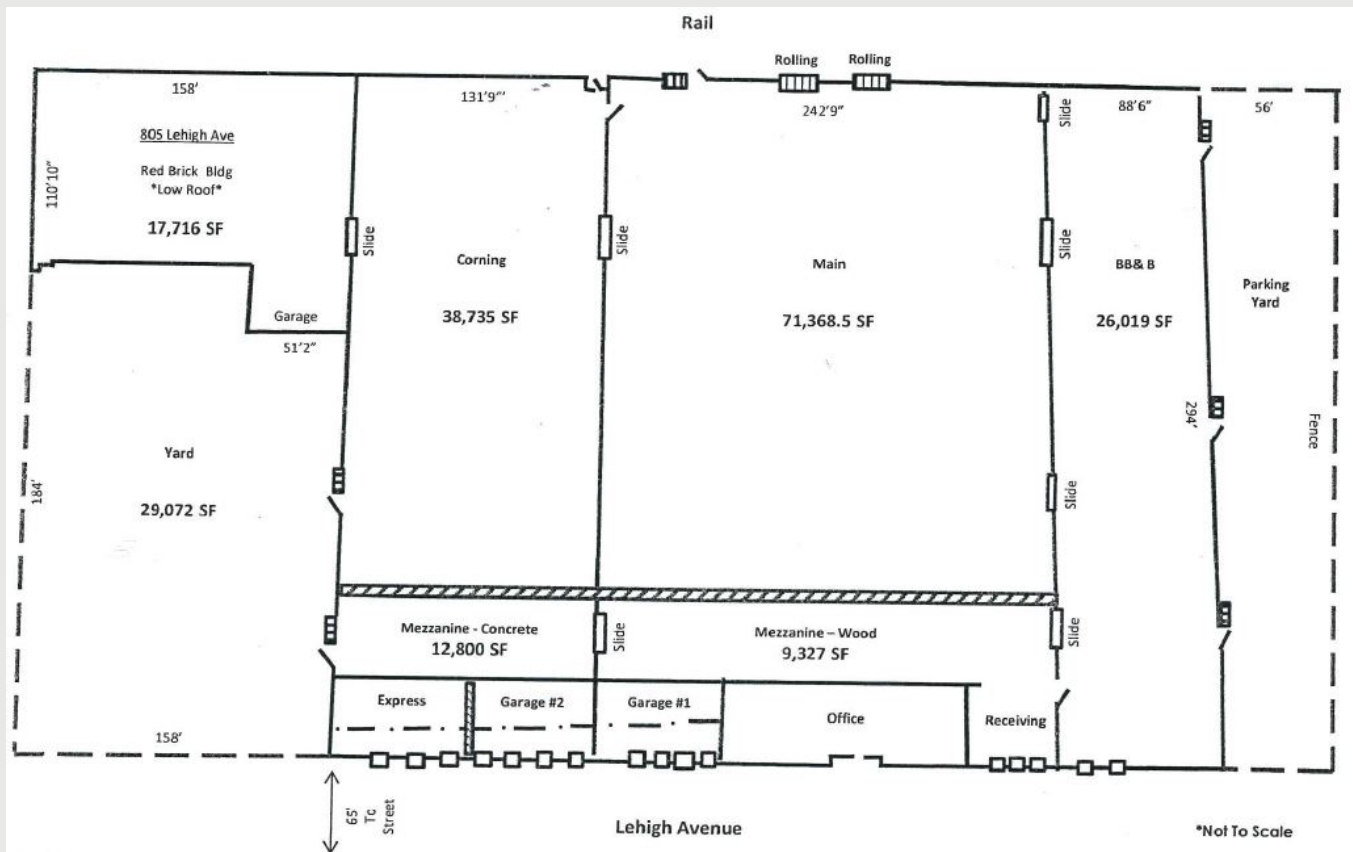 Rail
Rolling
Rolling
158'
131'9"'
242'9"
88'6"
56'
Slide
805 Lehigh Ave
Red Brick Bldg
*Low Roof*
17,716 SF
110'10"
Slide
Slide
Slide
Corning
38,735 SF
Main
71,368.5 SF
BB& B
26,019 SF
Parking
Yard
Garage
51'2"
294'
Fence
Yard
29,072 SF
184'
Slide
Mezzanine - Concrete
12,800 SF
Slide
Mezzanine – Wood
9,327 SF
Slide
Express
Garage #2
Garage #1
Office
Receiving
158'
65'
To
Street
Lehigh Avenue
*Not To Scale